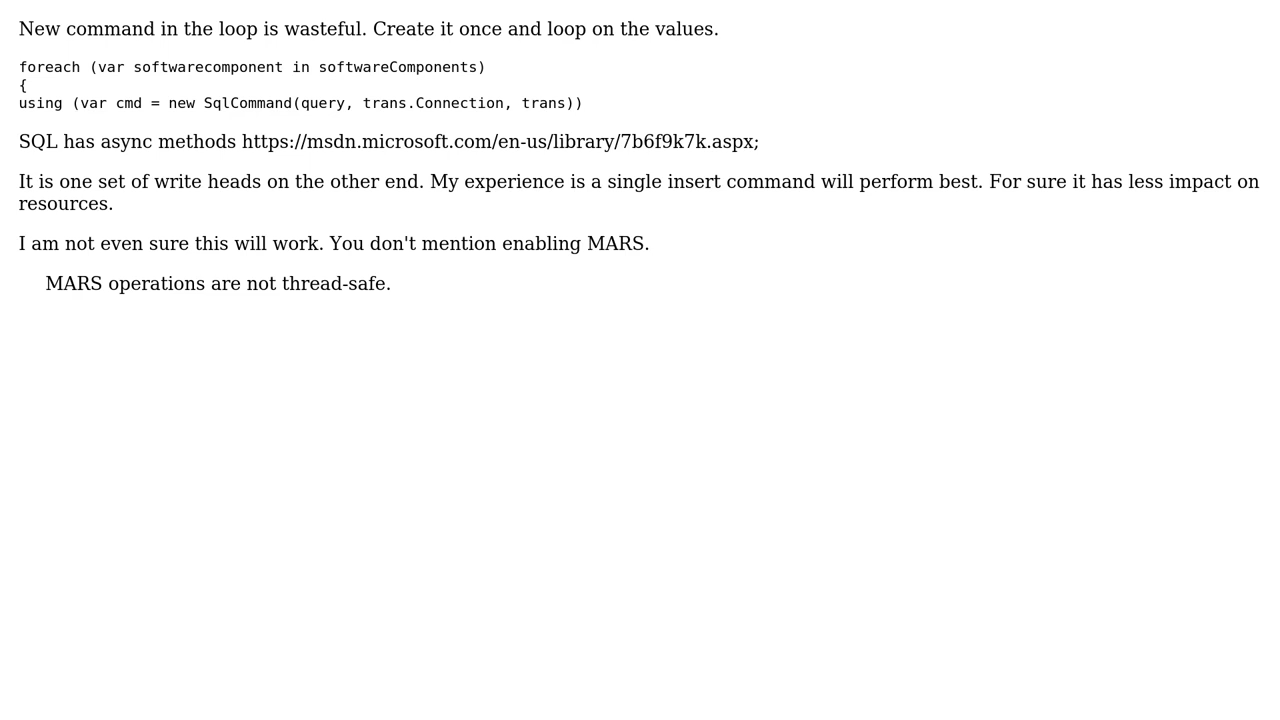 New command in the loop is wasteful. Create it once and loop on the values.
foreach (var softwarecomponent in softwareComponents)
{
using (var cmd = new SqlCommand(query, trans.Connection, trans))
SQL has async methods https://msdn.microsoft.com/en-us/library/7b6f9k7k.aspx;
It is one set of write heads on the other end. My experience is a single insert command will perform best. For sure it has less impact on
resources.
I am not even sure this will work. You don't mention enabling MARS.
MARS operations are not thread-safe.